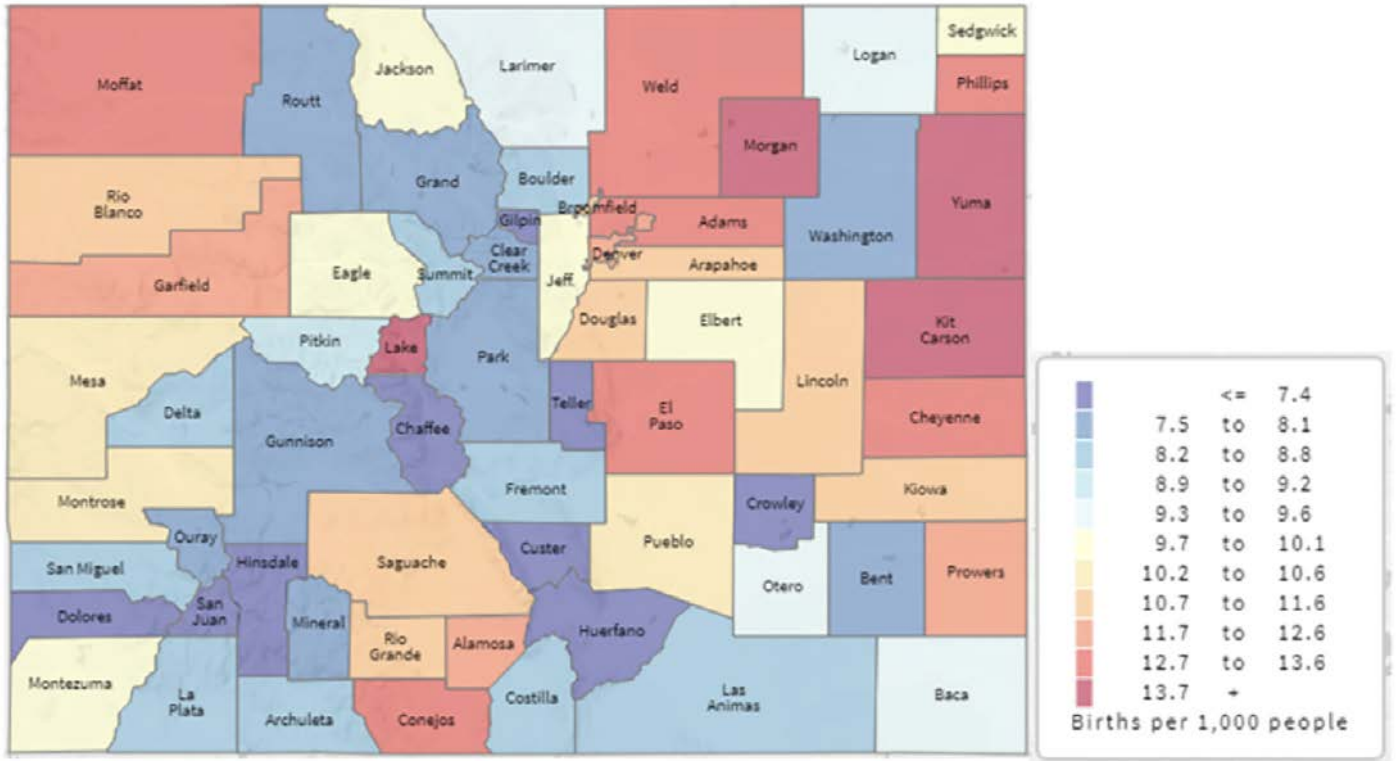 Sedgwick
Jackson
Larimer
Logan
Moffat
Weld
Phillips
Routt
Morgan
Grand
Boulder
Rio
Blanco
Yuma
Broomfield
Gilpin
Adams
Washington
Clear
Creek
Denver
Arapahoe
Eagle
Summit
Jeff.
Garfield
Douglas
Elbert
Kit
Carson
Pitkin
Lake
Park
Mesa
Lincoln
Teller
Delta
El
Paso
Cheyenne
Chaffee
Gunnison
Fremont
Kiowa
Montrose
Crowley
Ouray
Pueblo
Custer
Hinsdale
Saguache
San Miguel
Otero
Bent
Prowers
San
Juan
Dolores
Mineral
Huerfano
Rio
Grande
Alamosa
Montezuma
La
Plata
Costilla
Las
Animas
Baca
Archuleta
Conejos
<= 7.4
7.5 to 8.1
8.2 to 8.8
8.9 to 9.2
9.3 to 9.6
9.7 to 10.1
10.2 to 10.6
10.7 to 11.6
11.7 to 12.6
12.7 to 13.6
13.7 +
Births per 1,000 people